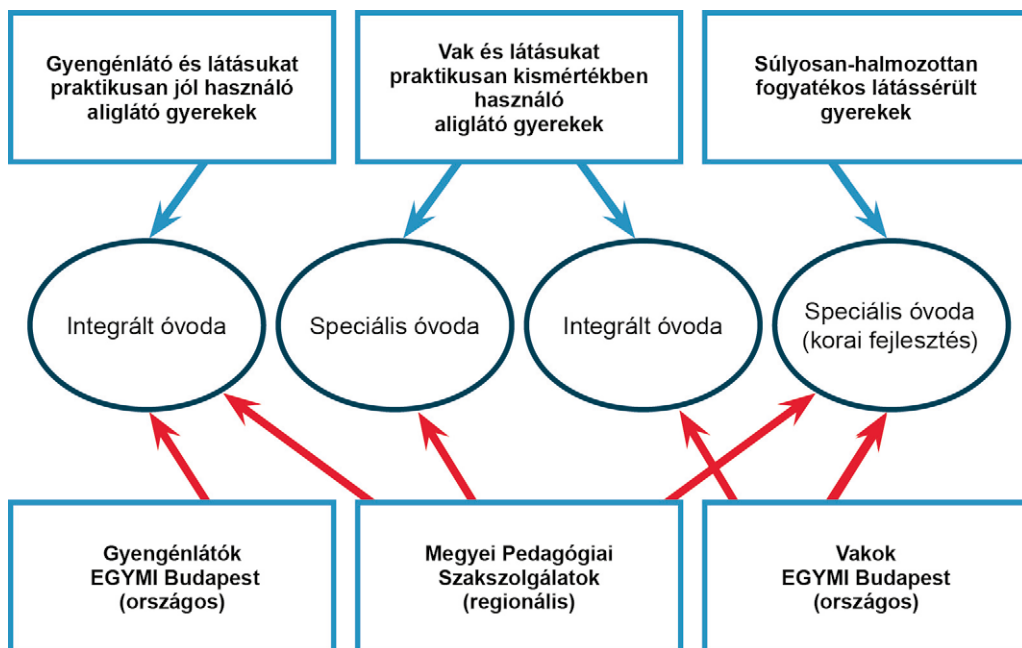 Gyengénlátó és látásukat
praktikusan jól használó
aliglátó gyerekek
Vak és látásukat
praktikusan kismértékben
használó
aliglátó gyerekek
Súlyosan-halmozottan
fogyatékos látássérült
gyerekek
Integrált óvoda
Speciális óvoda
Integrált óvoda
Speciális óvoda
(korai fejlesztés)
Gyengénlátók
EGYMI Budapest
(országos)
Megyei Pedagógiai
Szakszolgálatok
(regionális)
Vakok
EGYMI Budapest
(országos)